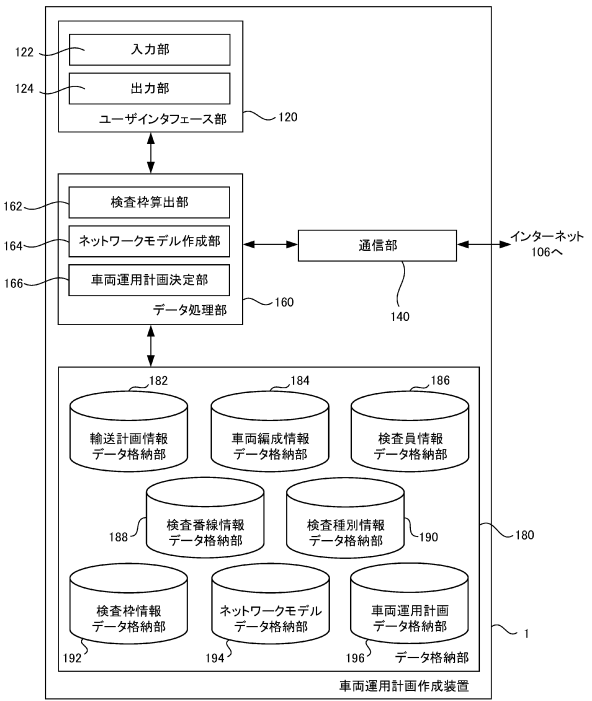 122
入力部
124
出力部
ユーザインタフェース部
120
162
検査枠算出部
164
ネットワークモデル作成部
166
車両運用計画決定部
データ処理部
160
通信部
140
インターネット
106へ
182
輸送計画情報
データ格納部
184
車両編成情報
データ格納部
186
検査員情報
データ格納部
188
検査番線情報
データ格納部
190
検査種別情報
データ格納部
180
192
検査枠情報
データ格納部
194
ネットワークモデル
データ格納部
196
車両運用計画
データ格納部
データ格納部
1
車両運用計画作成装置